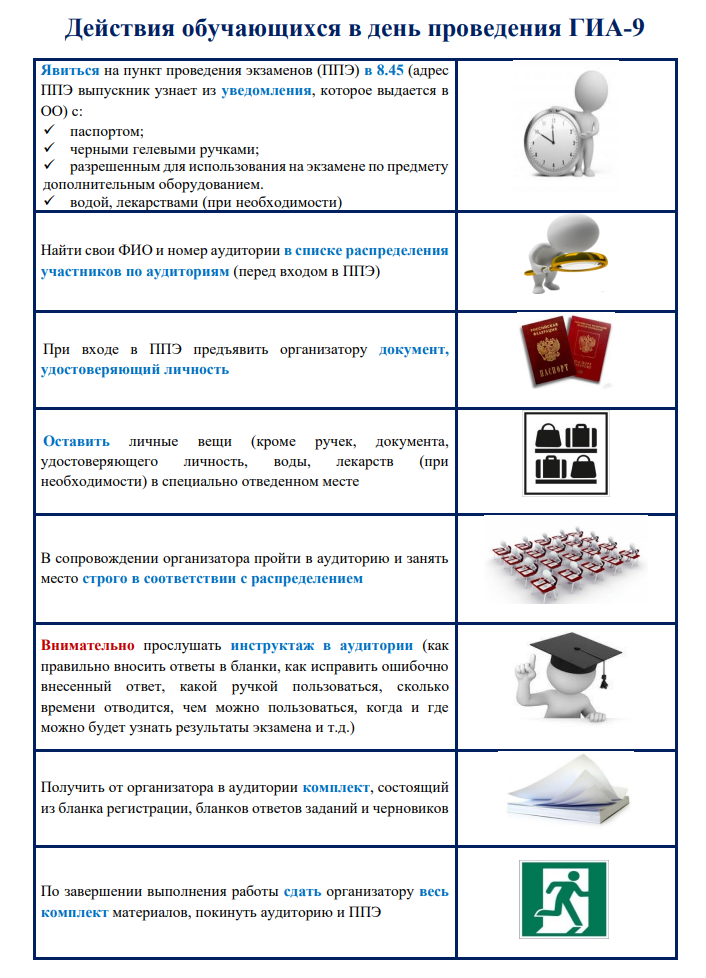 Действия обучающихся в день проведения ГИА-9
Явиться на пункт проведения экзаменов (ППЭ) в 8.45 (адрес
ППЭ выпускник узнает из уведомления, которое выдается в
ОО) с:
✓ паспортом;
✓ черными гелевыми ручками;
✓ разрешенным для использования на экзамене по предмету
дополнительным оборудованием.
✓ водой, лекарствами (при необходимости)
Найти свои ФИО и номер аудитории в списке распределения
участников по аудиториям (перед входом в ППЭ)
При входе в ППЭ предъявить организатору документ,
удостоверяющий личность
РОССИЙСКАЯ
ФЕДЕРАЦИЯ
ПАСПОРТ
Оставить личные вещи (кроме ручек, документа,
удостоверяющего личность, воды, лекарств (при
необходимости) в специально отведенном месте
В сопровождении организатора пройти в аудиторию и занять
место строго в соответствии с распределением
Внимательно прослушать инструктаж в аудитории (как
правильно вносить ответы в бланки, как исправить ошибочно
внесенный ответ, какой ручкой пользоваться, сколько
времени отводится, чем можно пользоваться, когда и где
можно будет узнать результаты экзамена и т.д.)
Получить от организатора в аудитории комплект, состоящий
из бланка регистрации, бланков ответов заданий и черновиков
По завершении выполнения работы сдать организатору весь
комплект материалов, покинуть аудиторию и ППЭ